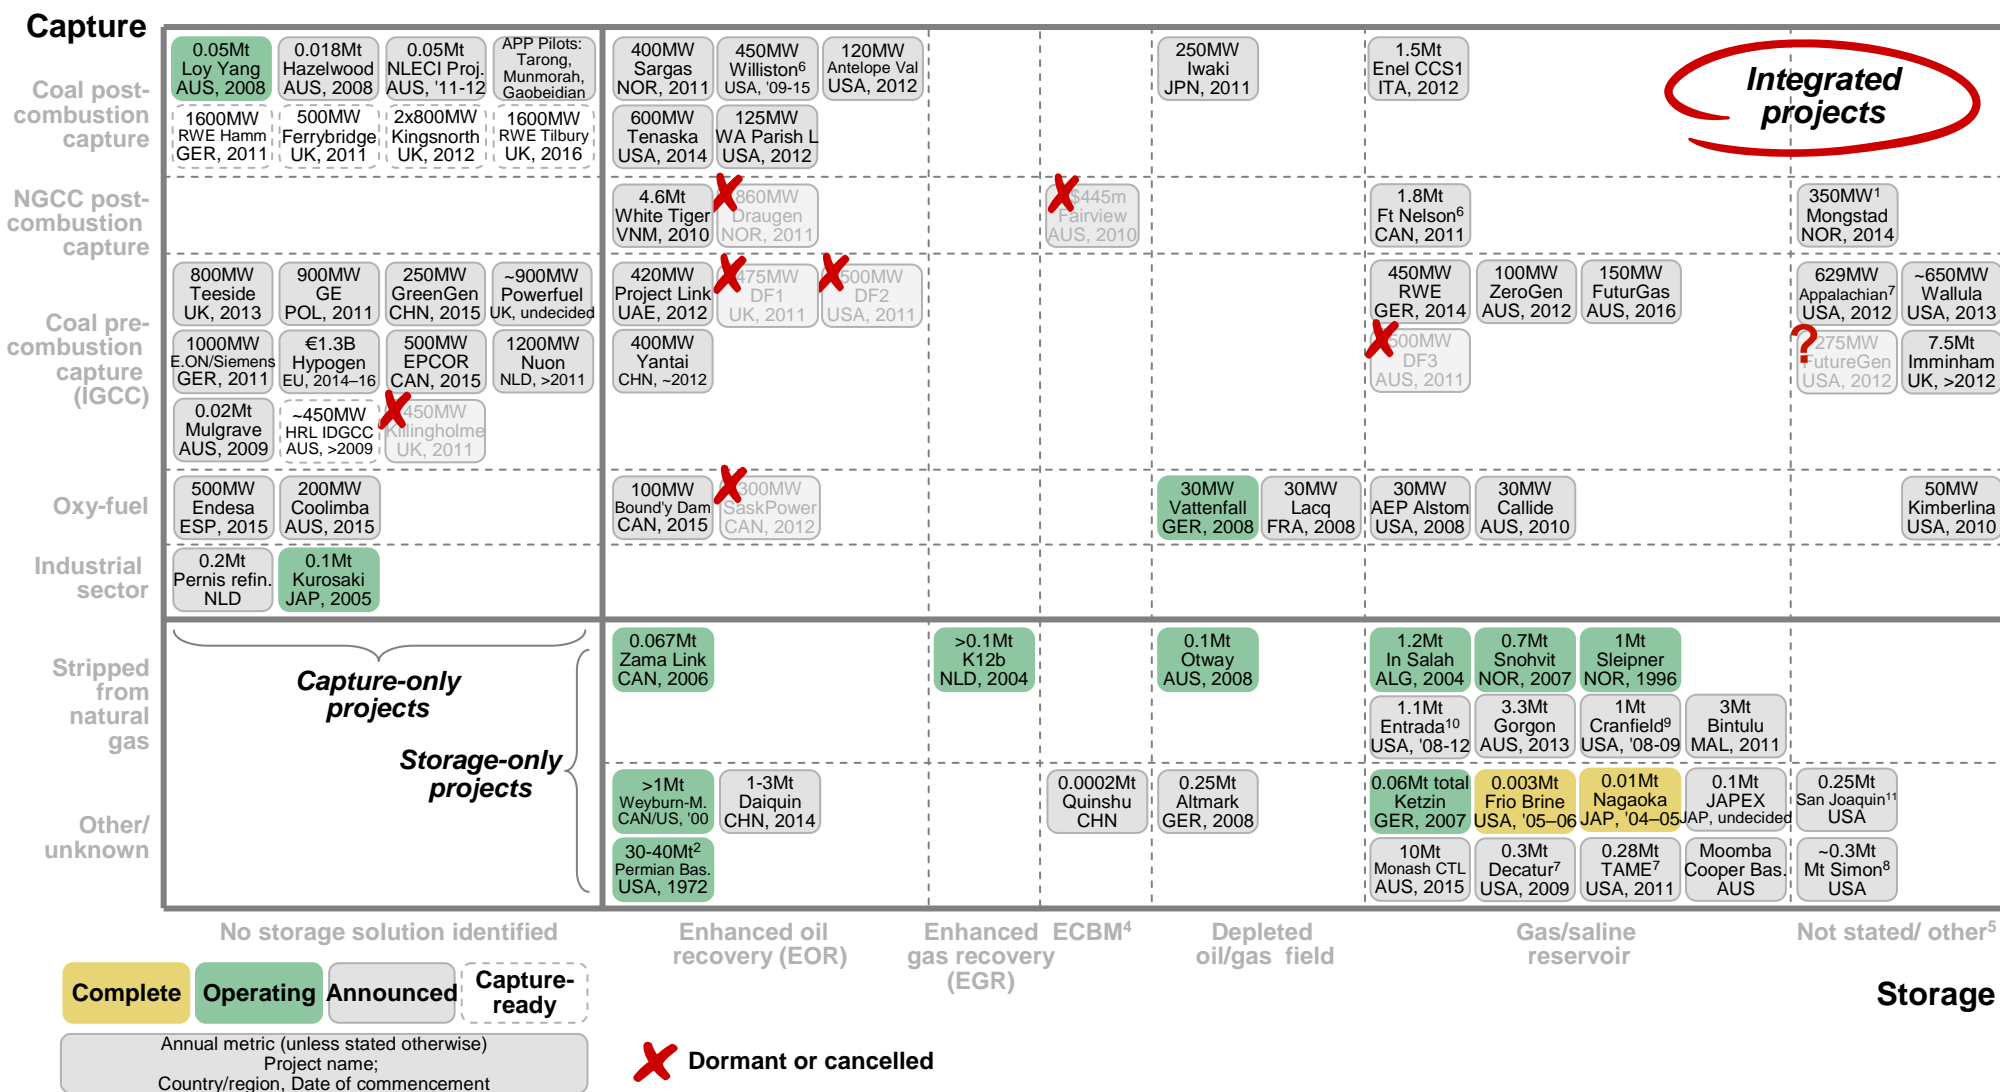 Capture
Coal post-
combustion
capture
0.05Mt
Loy Yang
AUS, 2008
0.018Mt
Hazelwood
AUS, 2008
0.05Mt
NLECI Proj.
AUS, '11-12
APP Pilots:
Tarong,
Munmorah,
Gaobeidian
400MW
Sargas
NOR, 2011
450MW
Williston6
USA, '09-15
120MW
Antelope Val
USA, 2012
250MW
Iwaki
JPN, 2011
1.5Mt
Enel CCS1
ITA, 2012
Integrated
projects
1600MW
RWE Hamm
GER, 2011
500MW
Ferrybridge
UK, 2011
2x800MW
Kingsnorth
UK, 2012
1600MW
RWE Tilbury
UK, 2016
600MW
Tenaska
USA, 2014
125MW
WA Parish L
USA, 2012
NGCC post-
combustion
capture
4.6Mt
White Tiger
VNM, 2010
860MW
Draugen
NOR, 2011
$445m
Fairview
AUS, 2010
1.8Mt
Ft Nelson6
CAN, 2011
350MW1
Mongstad
NOR, 2014
Coal pre-
combustion
capture
(IGCC)
800MW
Teeside
UK, 2013
900MW
GE
POL, 2011
250MW
GreenGen
CHN, 2015
~900MW
Powerfuel
UK, undecided
420MW
Project Link
UAE, 2012
475MW
DF1
UK, 2011
500MW
DF2
USA, 2011
450MW
RWE
GER, 2014
100MW
ZeroGen
AUS, 2012
150MW
FuturGas
AUS, 2016
629MW
Appalachian7
USA, 2012
~650MW
Wallula
USA, 2013
1000MW
E.ON/Siemens
GER, 2011
€1.3B
Hypogen
EU, 2014–16
500MW
EPCOR
CAN, 2015
1200MW
Nuon
NLD, >2011
400MW
Yantai
CHN, ~2012
500MW
DF3
AUS, 2011
?
275MW
FutureGen
USA, 2012
7.5Mt
Imminham
UK, >2012
0.02Mt
Mulgrave
AUS, 2009
~450MW
HRL IDGCC
AUS, >2009
450MW
Killingholme
UK, 2011
Oxy-fuel
500MW
Endesa
ESP, 2015
200MW
Coolimba
AUS, 2015
100MW
Bound'y Dam
CAN, 2015
300MW
SaskPower
CAN, 2012
30MW
Vattenfall
GER, 2008
30MW
Lacq
FRA, 2008
30MW
AEP Alstom
USA, 2008
30MW
Callide
AUS, 2010
50MW
Kimberlina
USA, 2010
Industrial
sector
0.2Mt
Pernis refin.
NLD
0.1Mt
Kurosaki
JAP, 2005
Stripped
from
natural
gas
Capture-only
projects
Storage-only
projects
0.067Mt
Zama Link
CAN, 2006
>0.1Mt
K12b
NLD, 2004
0.1Mt
Otway
AUS, 2008
1.2Mt
In Salah
ALG, 2004
0.7Mt
Snohvit
NOR, 2007
1Mt
Sleipner
NOR, 1996
1.1Mt
Entrada10
USA, '08-12
3.3Mt
Gorgon
AUS, 2013
1Mt
Cranfield9
USA, '08-09
3Mt
Bintulu
MAL, 2011
Other/
unknown
>1Mt
Weyburn-M.
CAN/US, '00
1-3Mt
Daiquin
CHN, 2014
0.0002Mt
Quinshu
CHN
0.25Mt
Altmark
GER, 2008
0.06Mt total
Ketzin
GER, 2007
0.003Mt
Frio Brine
USA, '05–06
0.01Mt
Nagaoka
JAP, '04–05
0.1Mt
JAPEX
JAP, undecided
0.25Mt
San Joaquin11
USA
30-40Mt2
Permian Bas.
USA, 1972
10Mt
Monash CTL
AUS, 2015
0.3Mt
Decatur7
USA, 2009
0.28Mt
TAME7
USA, 2011
Moomba
Cooper Bas.
AUS
~0.3Mt
Mt Simon8
USA
No storage solution identified
Enhanced oil
recovery (EOR)
Enhanced
gas recovery
(EGR)
ECBM4
Depleted
oil/gas field
Gas/saline
reservoir
Not stated/ other5
Storage
Complete
Operating
Announced
Capture-
ready
Annual metric (unless stated otherwise)
Project name;
Country/region, Date of commencement
Dormant or cancelled